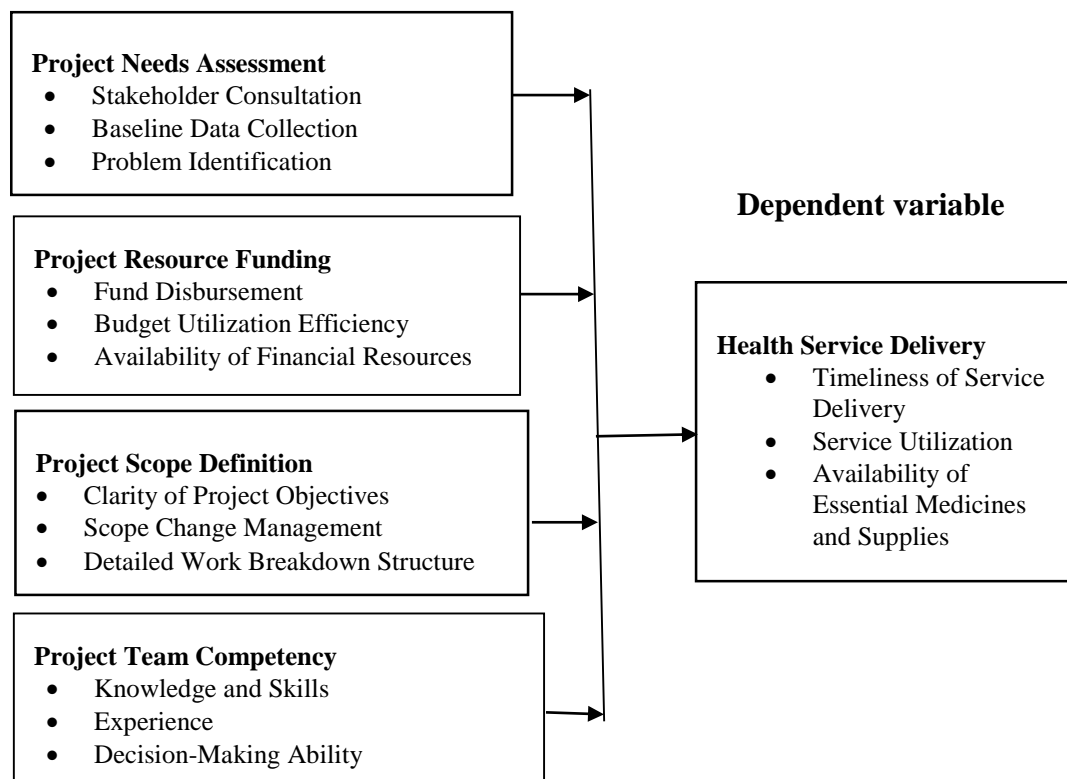 Project Needs Assessment
• Stakeholder Consultation
• Baseline Data Collection
• Problem Identification
Project Resource Funding
• Fund Disbursement
• Budget Utilization Efficiency
• Availability of Financial Resources
Project Scope Definition
• Clarity of Project Objectives
• Scope Change Management
• Detailed Work Breakdown Structure
Project Team Competency
• Knowledge and Skills
• Experience
• Decision-Making Ability
Dependent variable
Health Service Delivery
• Timeliness of Service
Delivery
• Service Utilization
• Availability of
Essential Medicines
and Supplies